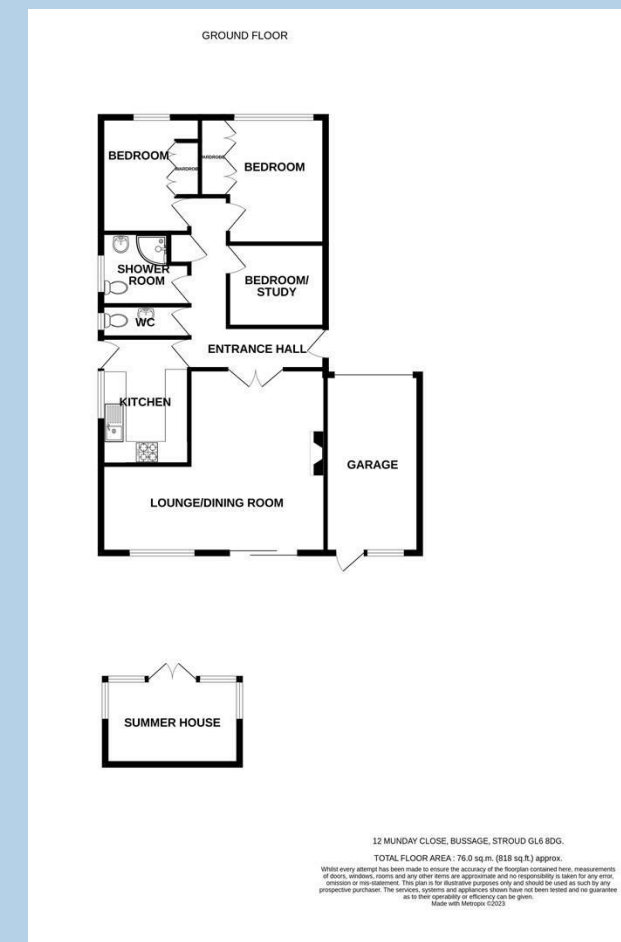 GROUND FLOOR
BEDROOM
WARDROBE
WARDROBE
BEDROOM
SHOWER
ROOM
BEDROOM/
STUDY
WC
ENTRANCE HALL
KITCHEN
GARAGE
LOUNGE/DINING ROOM
SUMMER HOUSE
12 MUNDAY CLOSE, BUSSAGE, STROUD GL6 8DG.
TOTAL FLOOR AREA : 76.0 sq.m. (818 sq.ft.) approx.
Whilst every attempt has been made to ensure the accuracy of the floorplan contained here, measurements
of doors, windows, rooms and any other items are approximate and no responsibility is taken for any error,
omission or mis-statement. This plan is for illustrative purposes only and should be used as such by any
prospective purchaser. The services, systems and appliances shown have not been tested and no guarantee
as to their operability or efficiency can be given.
Made with Metropix ©2023